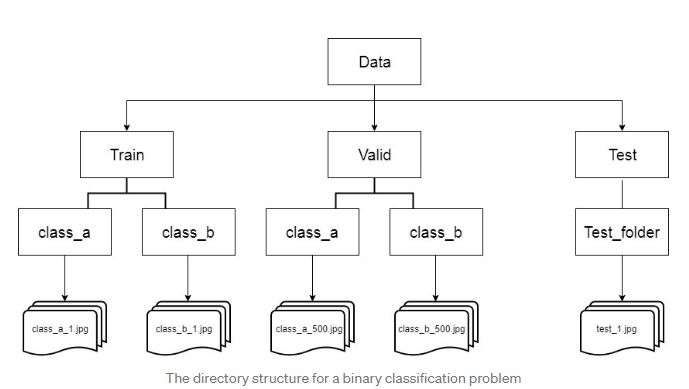 Data
Train
Valid
Test
class_a
class_b
class_a
class_b
Test_folder
class_a_1.jpg
class_b_1.jpg
class_a_500.jpg
class_b_500.jpg
test_1.jpg
The directory structure for a binary classification problem